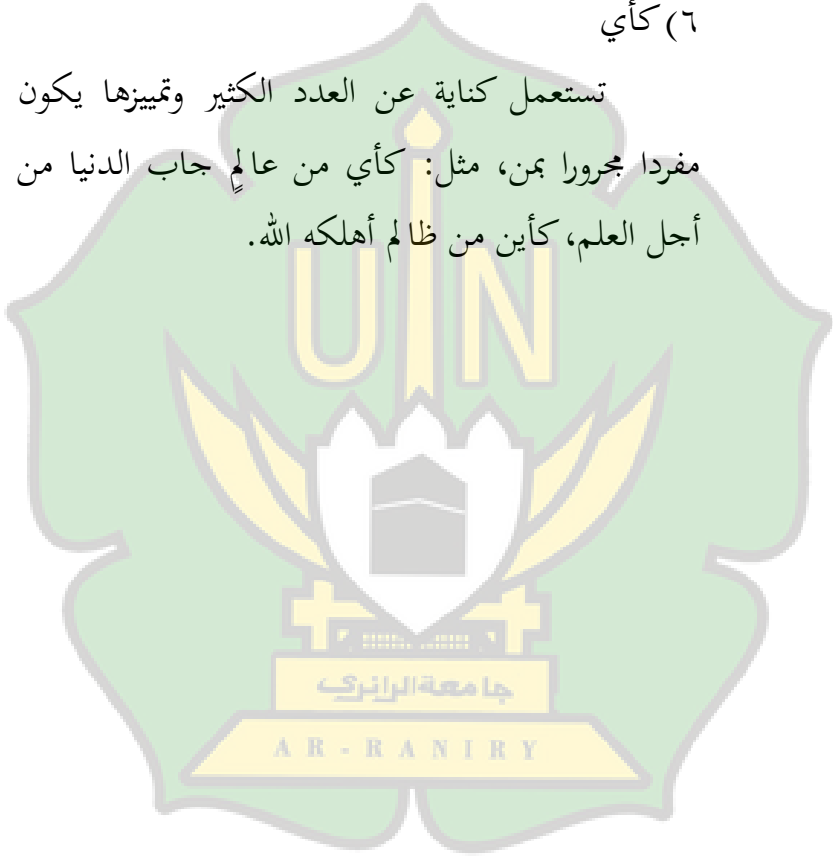 ٦) كأي
تستعمل كناية عن العدد الكثير وتمييزها يكون
مفردا مجرورا بمن، مثل: كأي من عالمٍ جاب الدنيا من
أجل العلم، كأين من ظالم أهلكه الله.
UIN
جامعة الرانري
AR-RANIRY